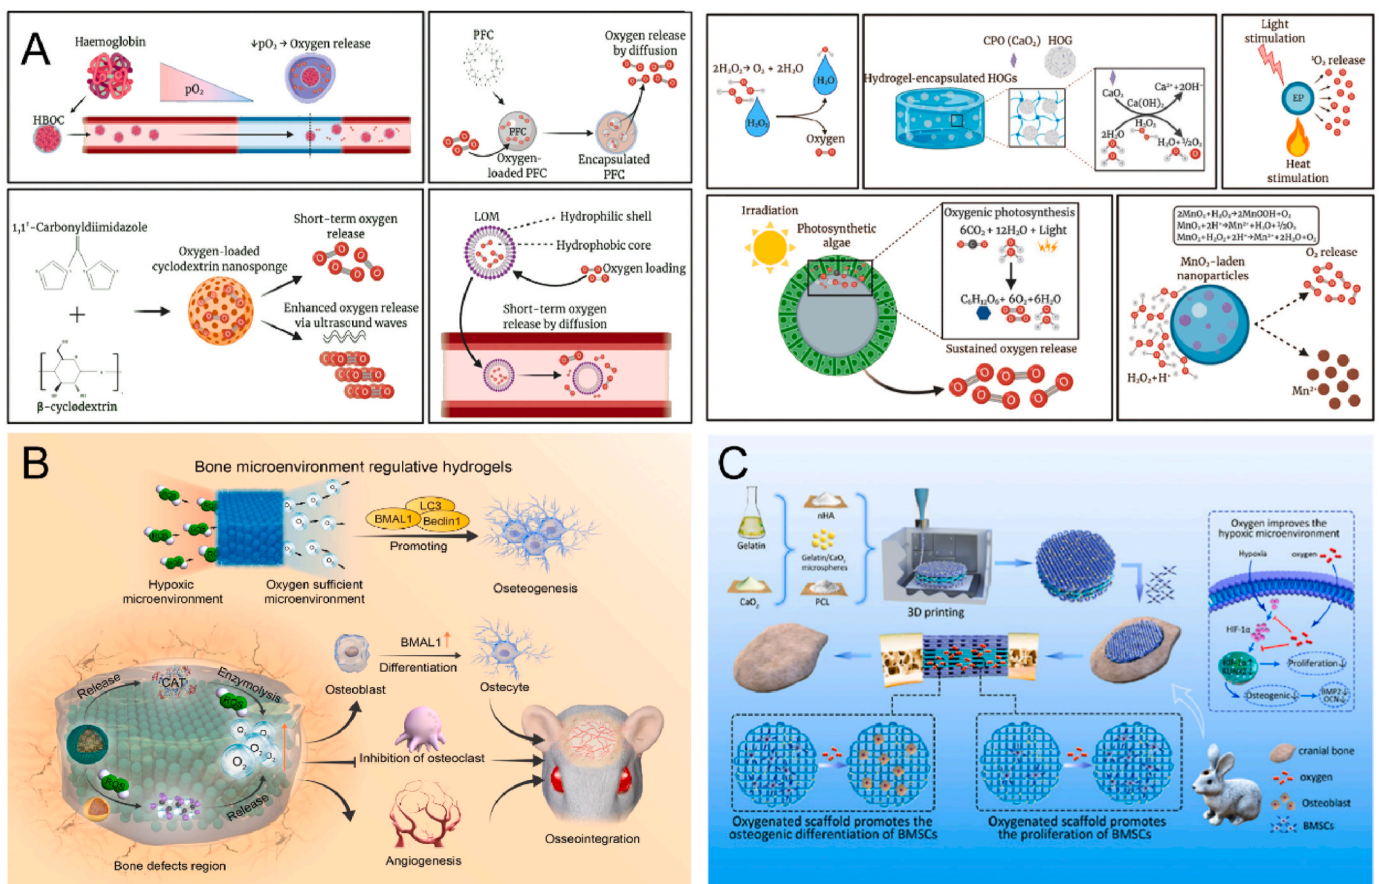 A
Haemoglobin
↓pO₂ → Oxygen release
pO₂
HBOC
PFC
Oxygen release
by diffusion
PFC
Oxygen-
loaded PFC
Encapsulated
PFC
2H₂O₂→ O₂ + 2H₂O
H₂O
H₂O₂
Oxygen
CPO (CaO₂)
HOG
Hydrogel-encapsulated HOGs
CaO₂
Ca²⁺+2OH⁻
Ca(OH)₂
H₂O₂
2H₂O
H₂O+½O₂
Light
stimulation
¹O₂ release
EP
Heat
stimulation
1,1'-Carbonyldiimidazole
+
β-cyclodextrin
Oxygen-loaded
cyclodextrin nanosponge
Short-term oxygen
release
Enhanced oxygen release
via ultrasound waves
LOM
Hydrophilic shell
Hydrophobic core
Oxygen loading
Short-term oxygen
release by diffusion
Irradiation
Photosynthetic
algae
Oxygenic photosynthesis
6CO₂ + 12H₂O + Light
C₆H₁₂O₆+ 6O₂+6H₂O
Sustained oxygen release
2MnO₂+H₂O₂→2MnOOH+O₂
MnO₂+2H⁺→Mn²⁺+H₂O+½O₂
MnO₂+H₂O₂+2H⁺→Mn²⁺+2H₂O+O₂
MnO₂-laden
nanoparticles
O₂ release
H₂O₂+H⁺
Mn²⁺
B
Bone microenvironment regulative hydrogels
ROS
O₂
LC3
BMAL1
Beclin1
Promoting
Hypoxic
microenvironment
Oxygen sufficient
microenvironment
Oseteogenesis
Release
CAT
Enzymolysis
ROS
O₂
Release
Bone defects region
BMAL1↑
Differentiation
Osteoblast
Ostecyte
Inhibition of osteoclast
Angiogenesis
Osseointegration
C
Gelatin
CaO₂
nHA
Gelatin/CaO₂
microspheres
PCL
3D printing
Oxygen improves the
hypoxic microenvironment
Hypoxia
oxygen
HIF-1α
Proliferation
Osteogenic
BMP2
OCN
Oxygenated scaffold promotes the
osteogenic differentiation of BMSCs
Oxygenated scaffold promotes
the proliferation of BMSCs
cranial bone
oxygen
Osteoblast
BMSCs